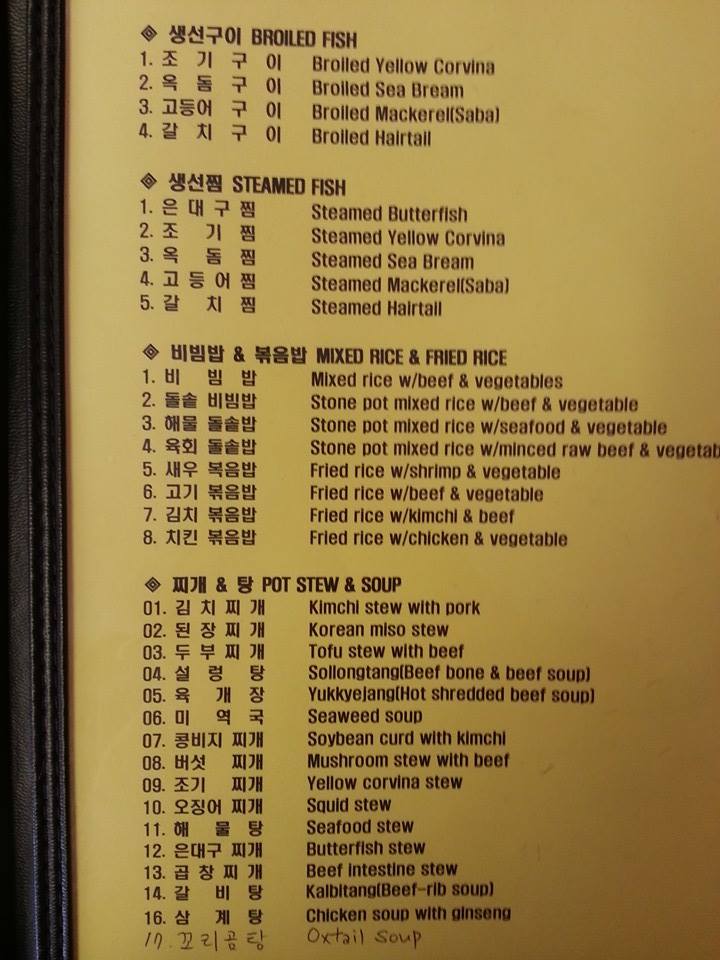 생선구이 BROILED FISH
1. 조 기 구 이 Broiled Yellow Corvina
2. 옥 돔 구 이 Broiled Sea Bream
3. 고등어 구 이 Broiled Mackerel(Saba)
4. 갈 치 구 이 Broiled Hairtail
생선찜 STEAMED FISH
1. 은 대 구 찜 Steamed Butterfish
2. 조 기 찜 Steamed Yellow Corvina
3. 옥 돔 찜 Steamed Sea Bream
4. 고 등 어 찜 Steamed Mackerel(Saba)
5. 갈 치 찜 Steamed Hairtail
비빔밥 & 볶음밥 MIXED RICE & FRIED RICE
1. 비 빔 밥 Mixed rice w/beef & vegetables
2. 돌솥 비빔밥 Stone pot mixed rice w/beef & vegetable
3. 해물 돌솥밥 Stone pot mixed rice w/seafood & vegetable
4. 육회 돌솥밥 Stone pot mixed rice w/minced raw beef & vegetab
5. 새우 복음밥 Fried rice w/shrimp & vegetable
6. 고기 볶음밥 Fried rice w/beef & vegetable
7. 김치 볶음밥 Fried rice w/kimchi & beef
8. 치킨 볶음밥 Fried rice w/chicken & vegetable
찌개 & 탕 POT STEW & SOUP
01. 김 치 찌 개 Kimchi stew with pork
02. 된 장 찌 개 Korean miso stew
03. 두 부 찌 개 Tofu stew with beef
04. 설 렁 탕 Sollongtang(Beef bone & beef soup)
05. 육 개 장 Yukkyejang(Hot shredded beef soup)
06. 미 역 국 Seaweed soup
07. 콩비지 찌개 Soybean curd with kimchi
08. 버섯 찌개 Mushroom stew with beef
09. 조기 찌개 Yellow corvina stew
10. 오징어 찌개 Squid stew
11. 해 물 탕 Seafood stew
12. 은대구 찌개 Butterfish stew
13. 곱 창 찌 개 Beef intestine stew
14. 갈 비 탕 Kalbitang(Beef-rib soup)
16. 삼 계 탕 Chicken soup with ginseng
17. 꼬리곰탕 Oxtail soup